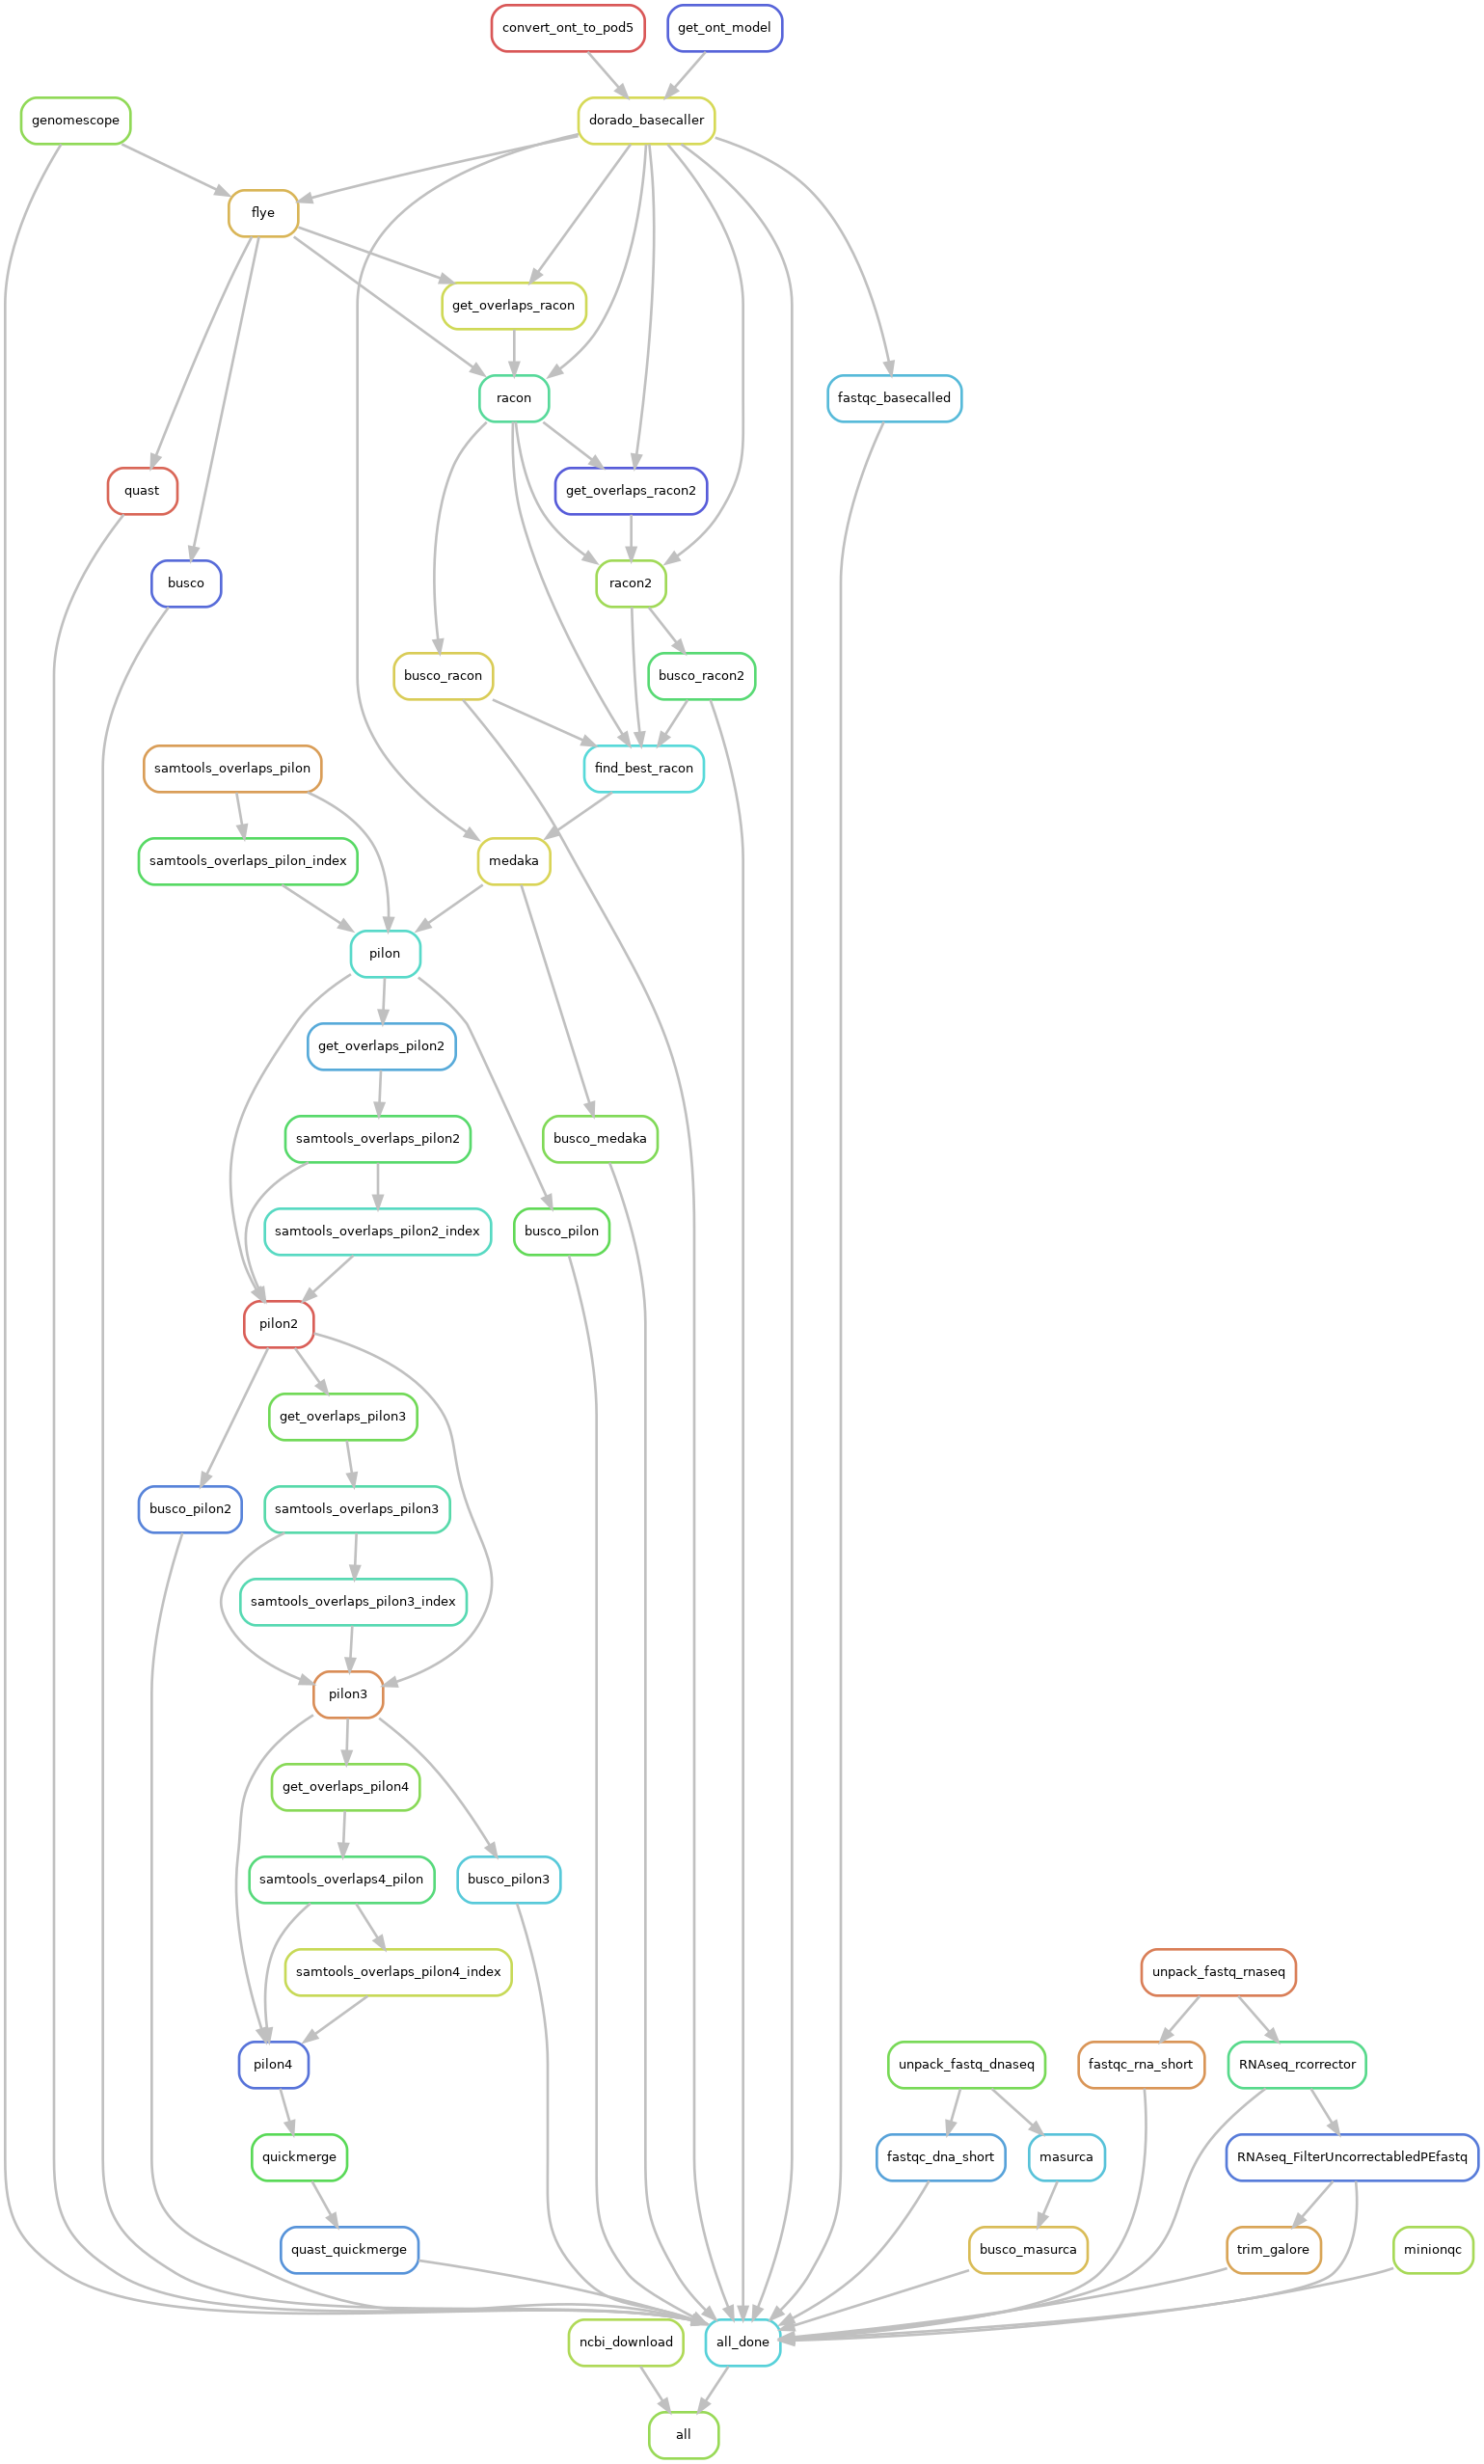 convert_ont_to_pod5
get_ont_model
genomescope
dorado_basecaller
flye
get_overlaps_racon
racon
fastqc_basecalled
quast
get_overlaps_racon2
busco
racon2
busco_racon
busco_racon2
samtools_overlaps_pilon
find_best_racon
samtools_overlaps_pilon_index
medaka
pilon
get_overlaps_pilon2
samtools_overlaps_pilon2
busco_medaka
samtools_overlaps_pilon2_index
busco_pilon
pilon2
get_overlaps_pilon3
busco_pilon2
samtools_overlaps_pilon3
samtools_overlaps_pilon3_index
pilon3
get_overlaps_pilon4
samtools_overlaps4_pilon
busco_pilon3
samtools_overlaps_pilon4_index
unpack_fastq_rnaseq
pilon4
unpack_fastq_dnaseq
fastqc_rna_short
RNAseq_rcorrector
quickmerge
fastqc_dna_short
masurca
RNAseq_FilterUncorrectabledPEfastq
quast_quickmerge
busco_masurca
trim_galore
minionqc
ncbi_download
all_done
all